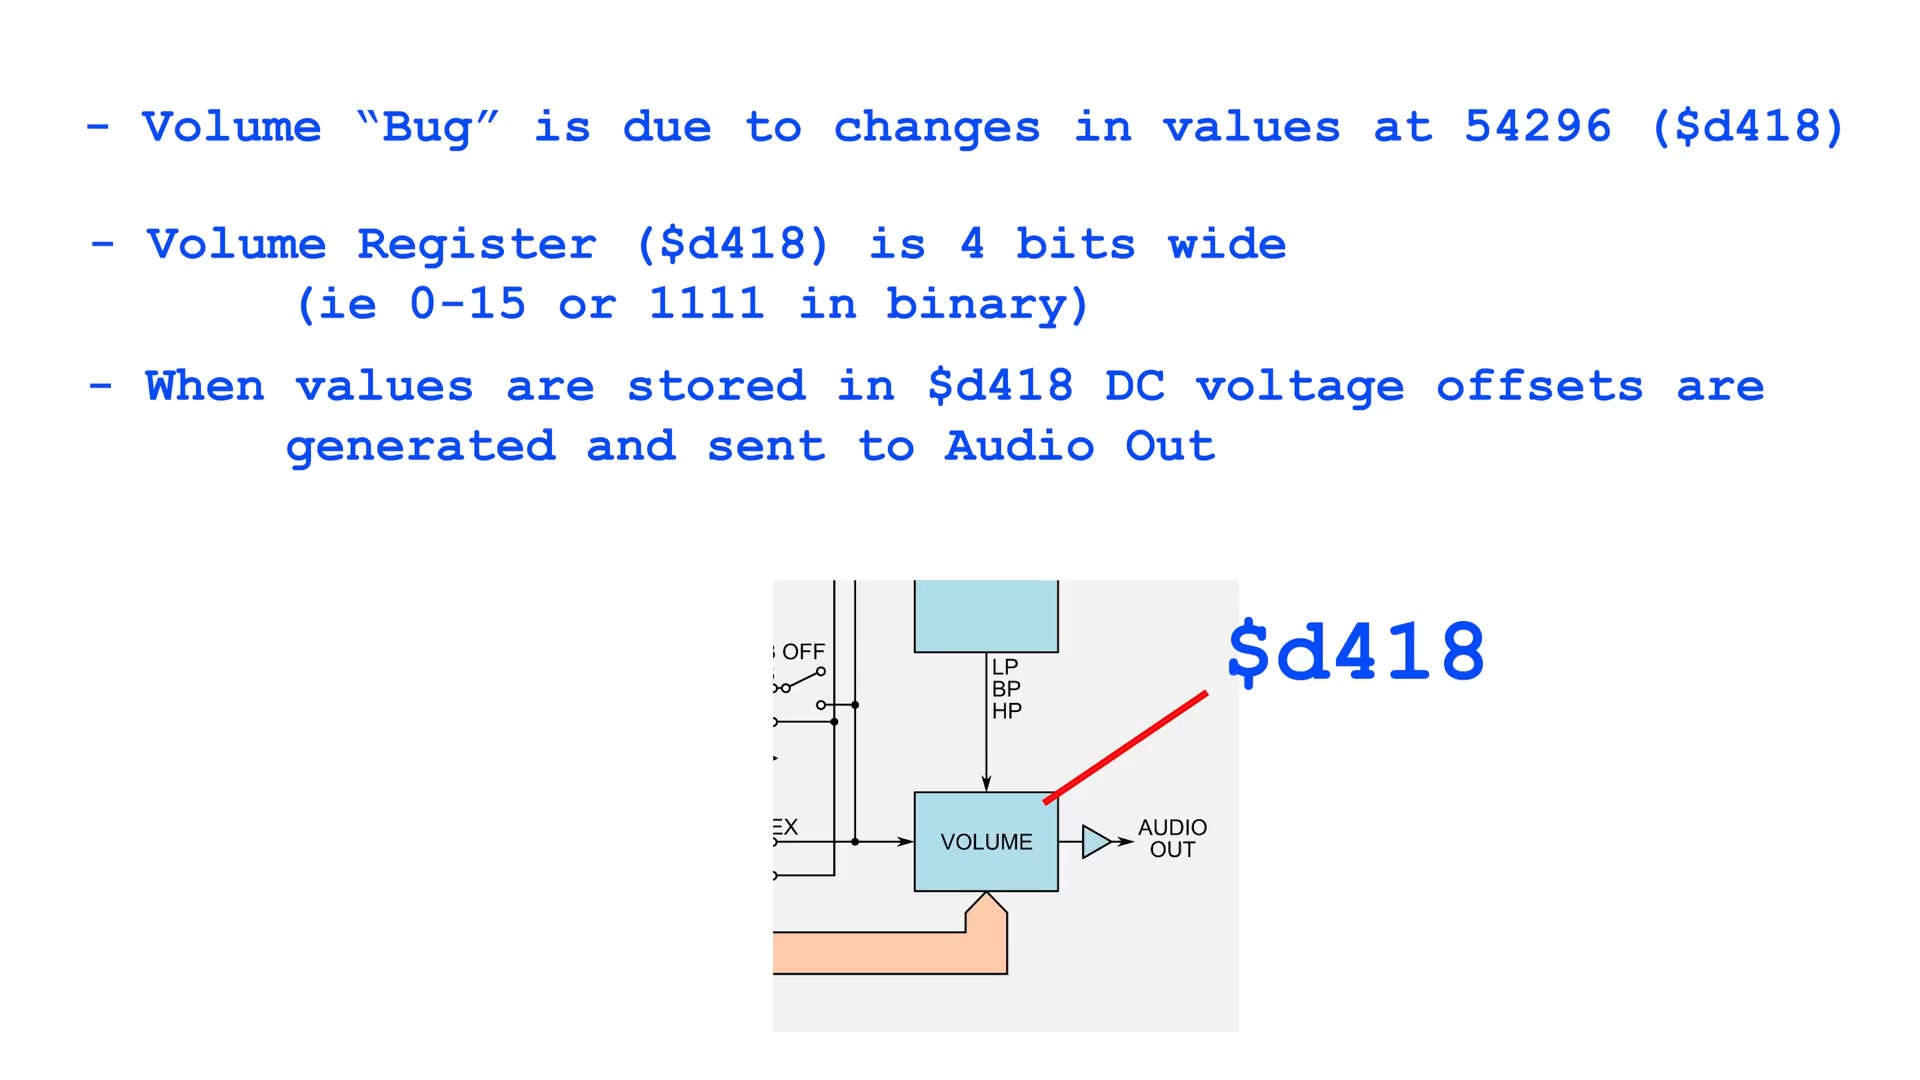 - Volume “Bug” is due to changes in values at 54296 ($d418)
- Volume Register ($d418) is 4 bits wide
(ie 0-15 or 1111 in binary)
- When values are stored in $d418 DC voltage offsets are
generated and sent to Audio Out
$d418
OFF
LP
BP
HP
EX
VOLUME
AUDIO
OUT